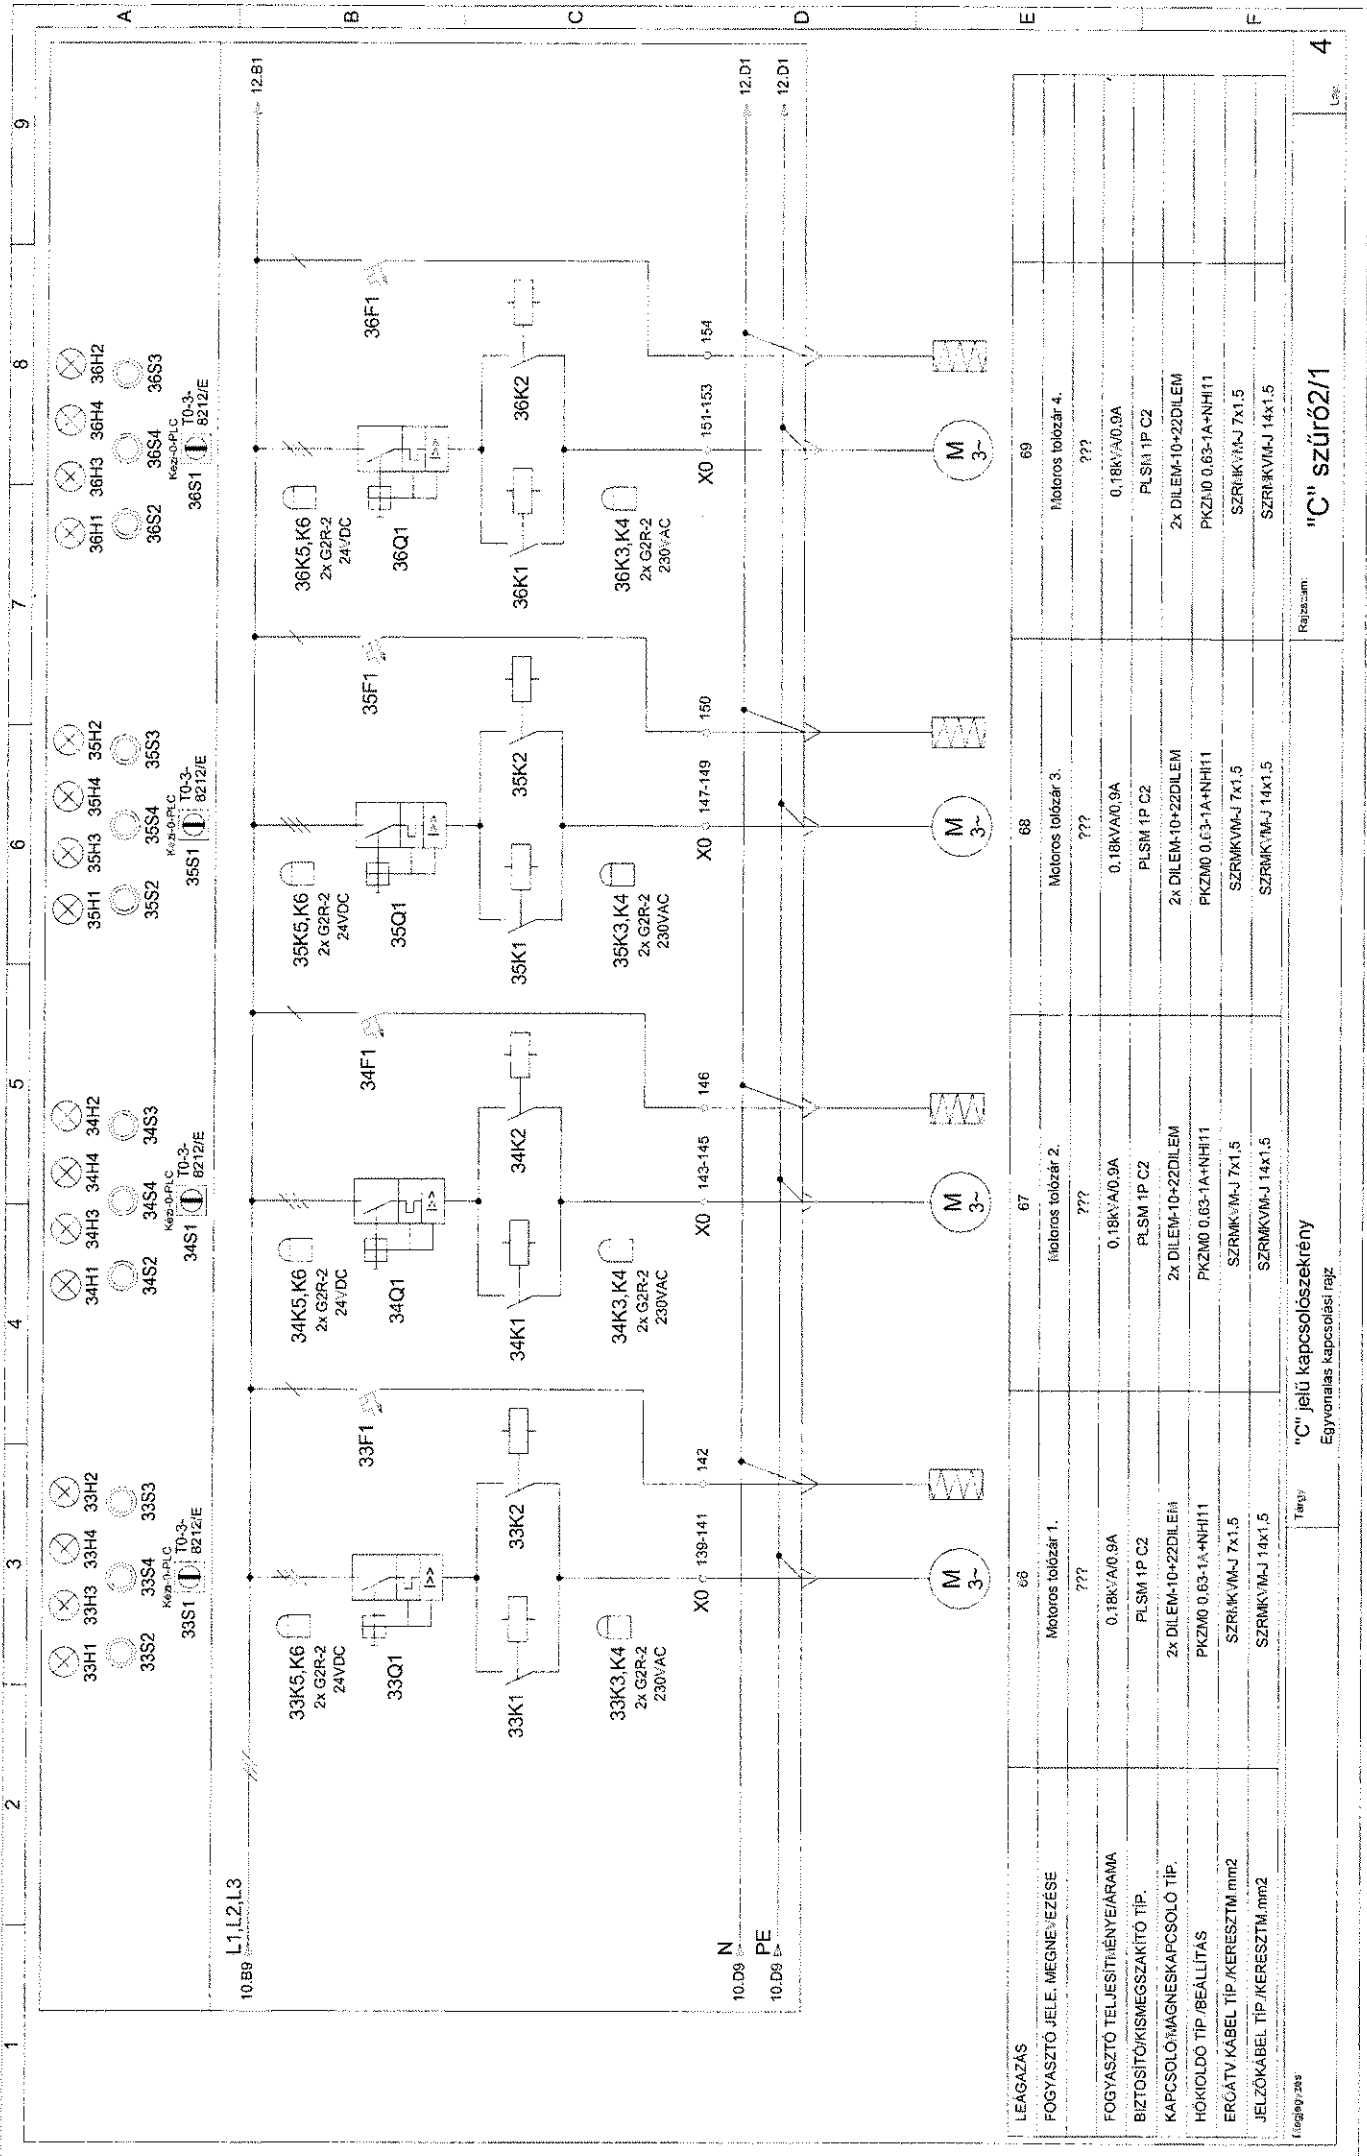 1 2 3 4 5 6 7 8 9
A
B
C
D
E
F
33H1 33H3 33H4 33H2
33S2 33S4 33S3
Kézi-0-PLC
33S1 T0-3-
8212/E
34H1 34H3 34H4 34H2
34S2 34S4 34S3
Kézi-0-PLC
34S1 T0-3-
8212/E
35H1 35H3 35H4 35H2
35S2 35S4 35S3
Kézi-0-PLC
35S1 T0-3-
8212/E
36H1 36H3 36H4 36H2
36S2 36S4 36S3
Kézi-0-PLC
36S1 T0-3-
8212/E
L1,L2,L3
10.B9
12.B1
33K5,K6
2x G2R-2
24VDC
33Q1
33F1
33K1
33K2
33K3,K4
2x G2R-2
230VAC
X0 139-141 142
34K5,K6
2x G2R-2
24VDC
34Q1
34F1
34K1
34K2
34K3,K4
2x G2R-2
230VAC
X0 143-145 146
35K5,K6
2x G2R-2
24VDC
35Q1
35F1
35K1
35K2
35K3,K4
2x G2R-2
230VAC
X0 147-149 150
36K5,K6
2x G2R-2
24VDC
36Q1
36F1
36K1
36K2
36K3,K4
2x G2R-2
230VAC
X0 151-153 154
N
10.D9
12.D1
PE
10.D9
12.D1
M
3~
M
3~
M
3~
M
3~
LEÁGAZÁS 66 67 68 69
FOGYASZTÓ JELE, MEGNEVEZÉSE Motoros tolózár 1. Motoros tolózár 2. Motoros tolózár 3. Motoros tolózár 4.
??? ??? ??? ???
FOGYASZTÓ TELJESÍTMÉNYE/ÁRAMA 0,18kVA/0,9A 0,18kVA/0,9A 0,18kVA/0,9A 0,18kVA/0,9A
BIZTOSÍTÓ/KISMEGSZAKÍTÓ TÍP. PLSM 1P C2 PLSM 1P C2 PLSM 1P C2 PLSM 1P C2
KAPCSOLÓ/MÁGNESKAPCSOLÓ TÍP. 2x DILEM-10+22DILEM 2x DILEM-10+22DILEM 2x DILEM-10+22DILEM 2x DILEM-10+22DILEM
HŐKIOLDÓ TÍP./BEÁLLÍTÁS PKZM0 0,63-1A+NHI11 PKZM0 0,63-1A+NHI11 PKZM0 0,63-1A+NHI11 PKZM0 0,63-1A+NHI11
ERŐÁTV.KÁBEL TÍP./KERESZTM.mm2 SZRMKVM-J 7x1.5 SZRMKVM-J 7x1.5 SZRMKVM-J 7x1.5 SZRMKVM-J 7x1.5
JELZŐKÁBEL TÍP./KERESZTM.mm2 SZRMKVM-J 14x1.5 SZRMKVM-J 14x1.5 SZRMKVM-J 14x1.5 SZRMKVM-J 14x1.5
Megjegyzés
Tárgy: "C" jelű kapcsolószekrény
Egyvonalas kapcsolási rajz
Rajzszám: "C" szűrő2/1
Lap: 4